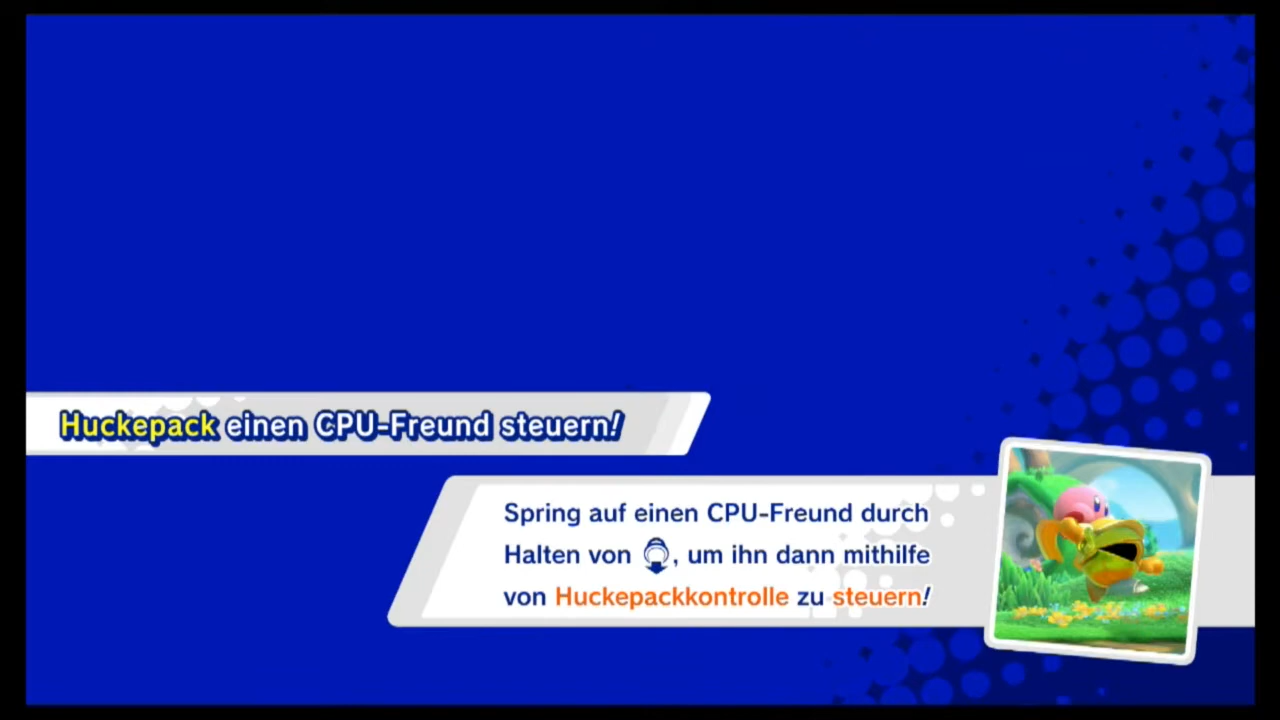 Huckepack einen CPU-Freund steuern!
Spring auf einen CPU-Freund durch
Halten von , um ihn dann mithilfe
von Huckepackkontrolle zu steuern!